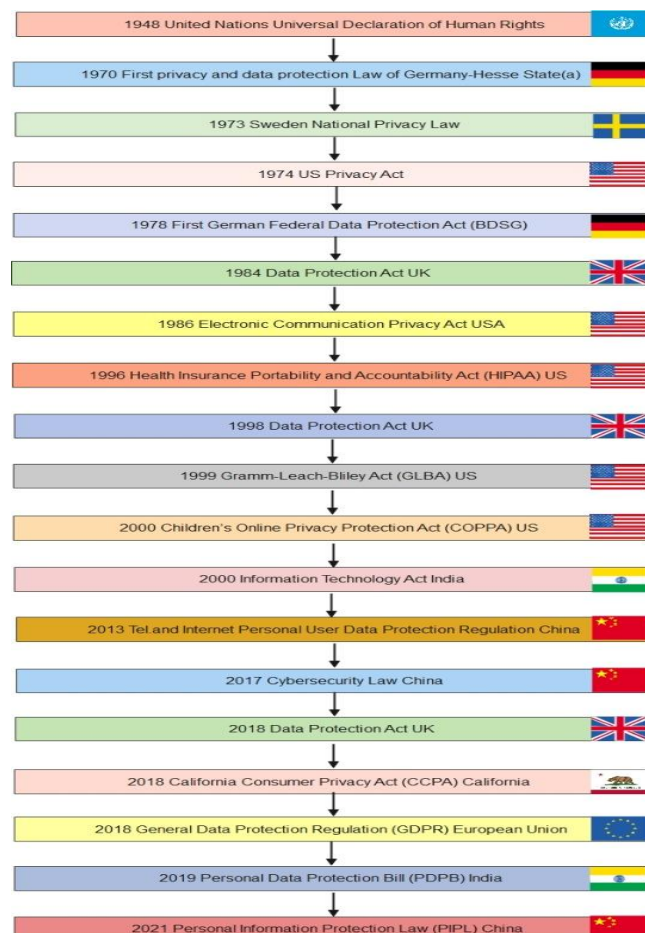 1948 United Nations Universal Declaration of Human Rights
1970 First privacy and data protection Law of Germany-Hesse State(a)
1973 Sweden National Privacy Law
1974 US Privacy Act
1978 First German Federal Data Protection Act (BDSG)
1984 Data Protection Act UK
1986 Electronic Communication Privacy Act USA
1996 Health Insurance Portability and Accountability Act (HIPAA) US
1998 Data Protection Act UK
1999 Gramm-Leach-Bliley Act (GLBA) US
2000 Children's Online Privacy Protection Act (COPPA) US
2000 Information Technology Act India
2013 Tel.and Internet Personal User Data Protection Regulation China
2017 Cybersecurity Law China
2018 Data Protection Act UK
2018 California Consumer Privacy Act (CCPA) California
2018 General Data Protection Regulation (GDPR) European Union
2019 Personal Data Protection Bill (PDPB) India
2021 Personal Information Protection Law (PIPL) China